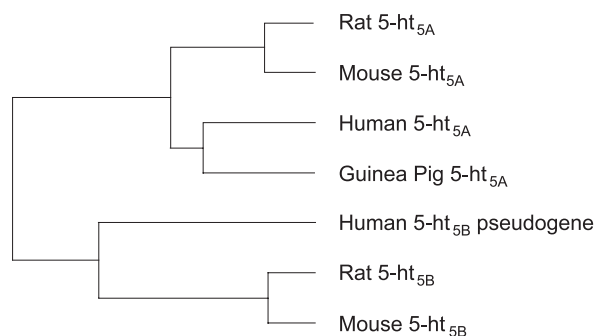 Rat 5-ht5A
Mouse 5-ht5A
Human 5-ht5A
Guinea Pig 5-ht5A
Human 5-ht5B pseudogene
Rat 5-ht5B
Mouse 5-ht5B